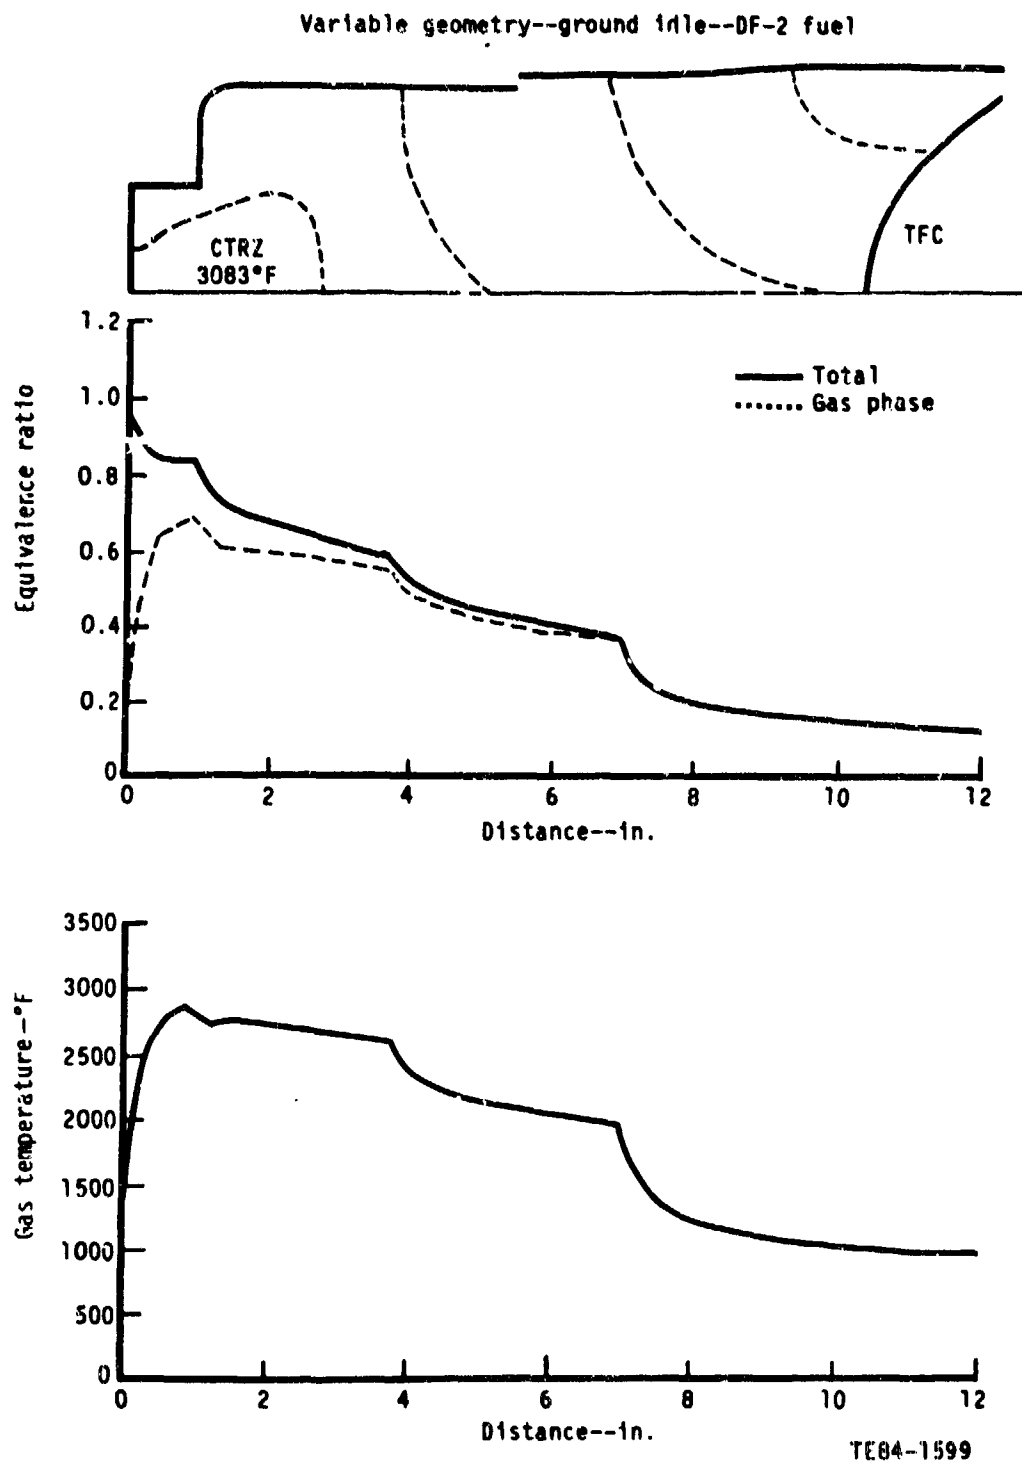 Variable geometry--ground idle--DF-2 fuel
CTRZ
3083°F
TFC
1.2
1.0
0.8
0.6
0.4
0.2
0
Equivalence ratio
Total
Gas phase
0 2 4 6 8 10 12
Distance--in.
3500
3000
2500
2000
1500
1000
500
0
Gas temperature-°F
0 2 4 6 8 10 12
Distance--in.
TE84-1599